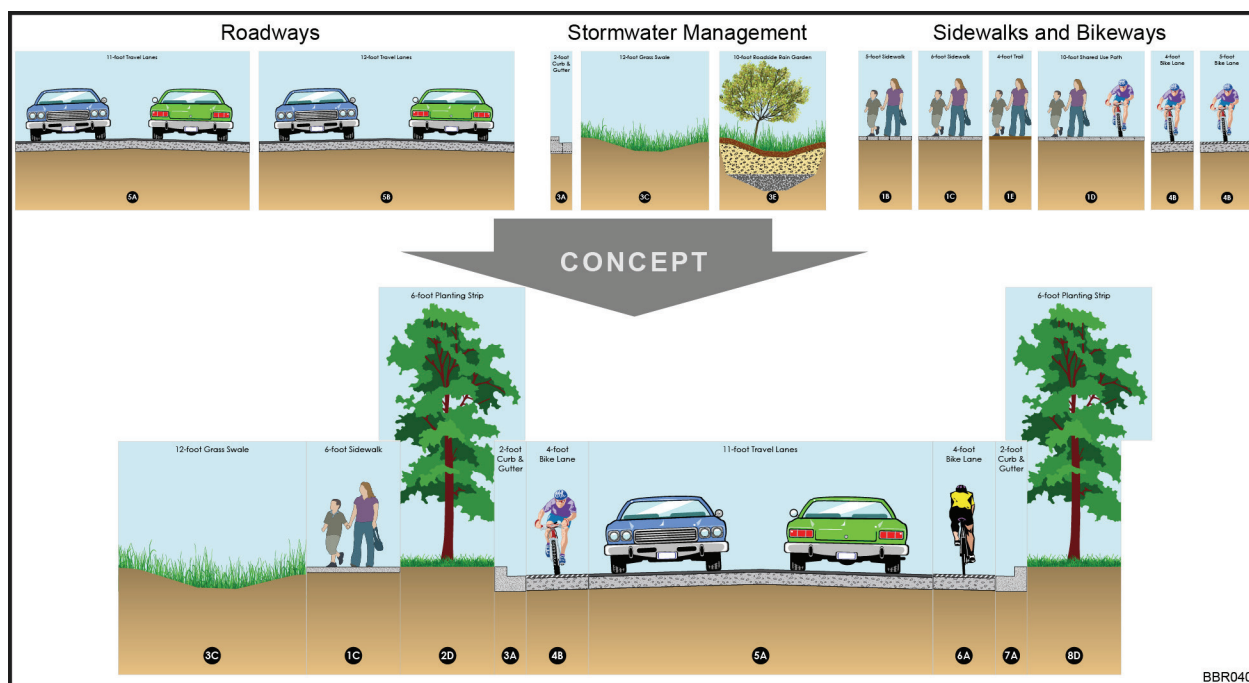 Roadways
Stormwater Management
Sidewalks and Bikeways
11-foot Travel Lanes
12-foot Travel Lanes
2-foot
Curb &
Gutter
12-foot Grass Swale
10-foot Roadside Rain Garden
5-foot Sidewalk
6-foot Sidewalk
6-foot Trail
10-foot Shared Use Path
4-foot
Bike Lane
5-foot
Bike Lane
5A
5B
3A
3C
3E
1B
1C
1E
1D
4B
4B
CONCEPT
6-foot Planting Strip
6-foot Planting Strip
12-foot Grass Swale
6-foot Sidewalk
2-foot
Curb &
Gutter
4-foot
Bike Lane
11-foot Travel Lanes
4-foot
Bike Lane
2-foot
Curb &
Gutter
3C
1C
2D
3A
4B
5A
6A
7A
8D
BBR040